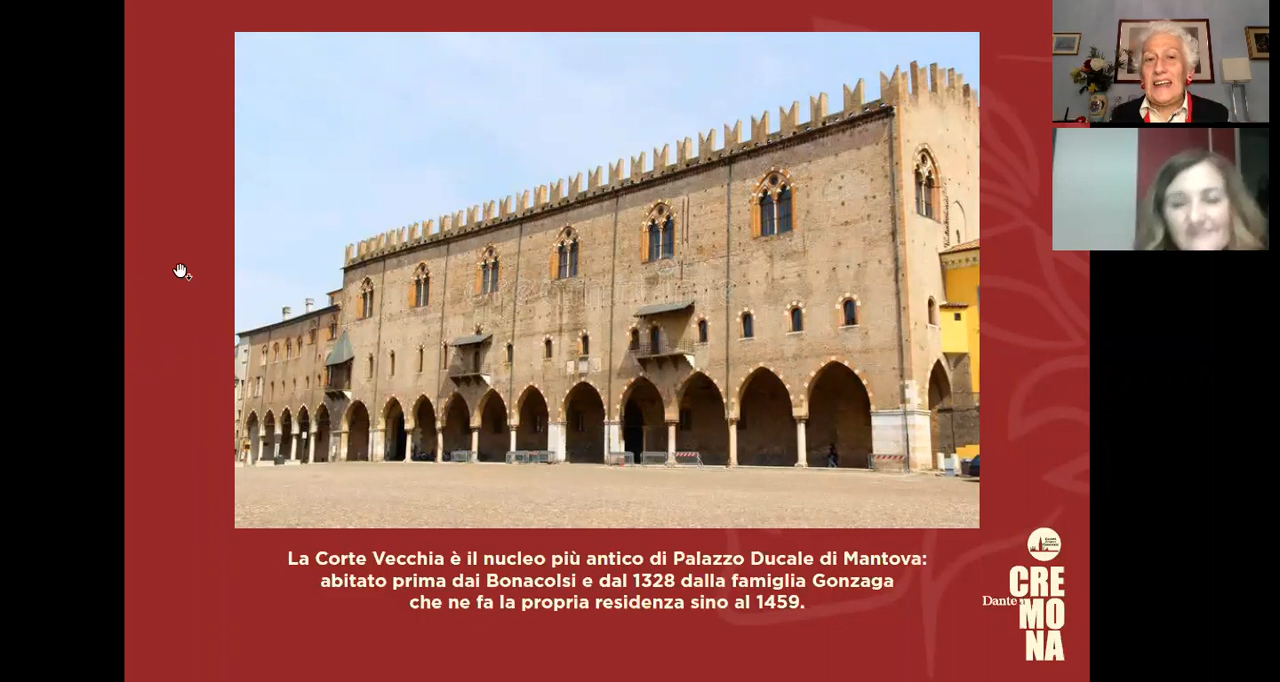 La Corte Vecchia è il nucleo più antico di Palazzo Ducale di Mantova:
abitato prima dai Bonacolsi e dal 1328 dalla famiglia Gonzaga
che ne fa la propria residenza sino al 1459.
Dante
CRE
MO
NA